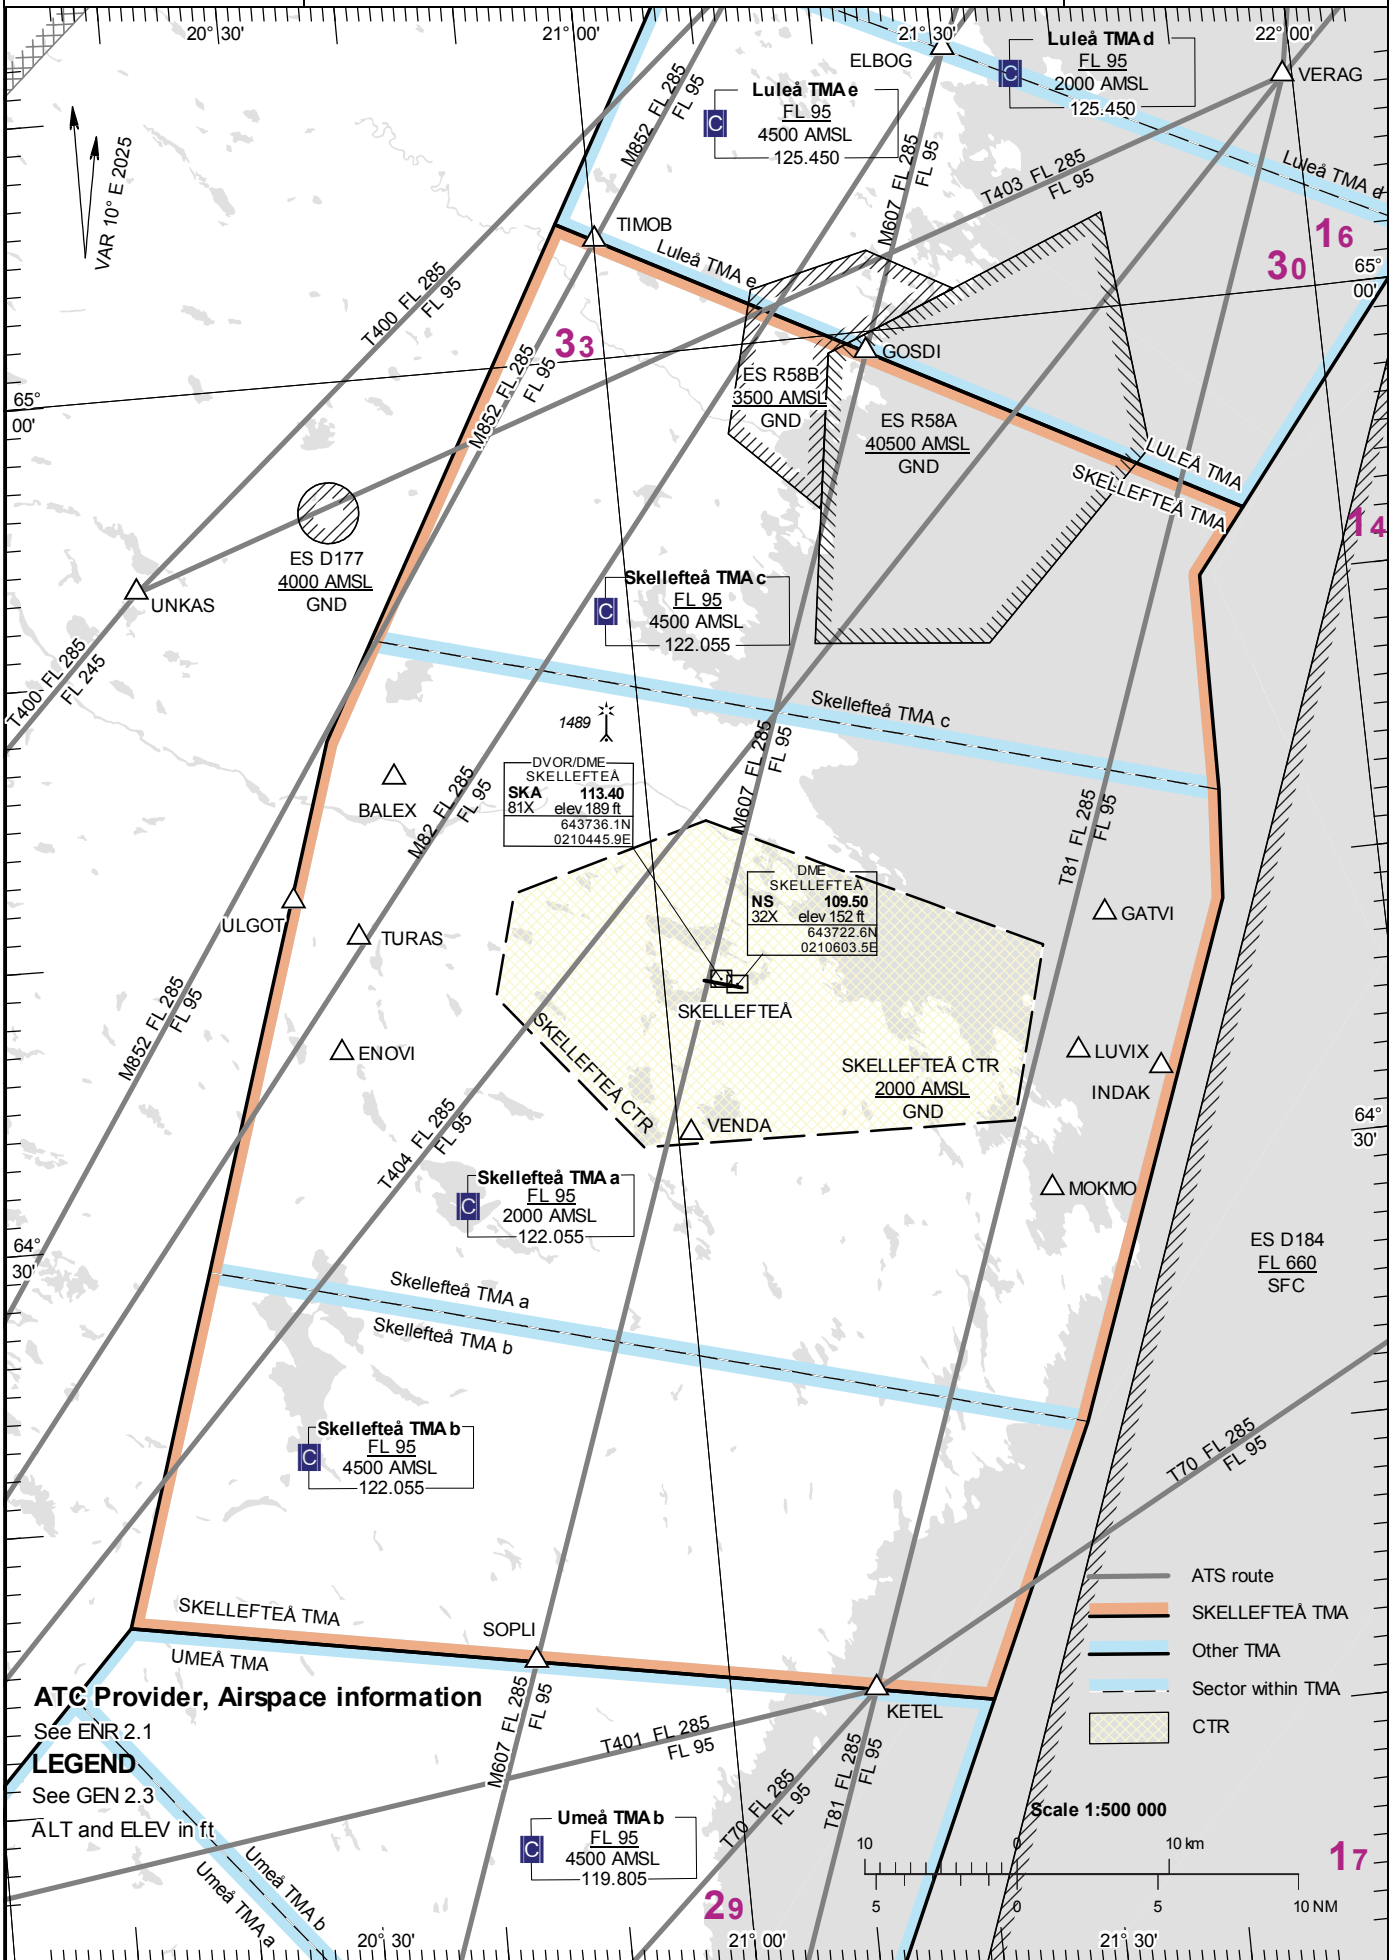 20° 30'
21° 00'
21° 30'
22° 00'
ELBOG
VERAG
Luleå TMA d
FL 95
2000 AMSL
125.450
C
Luleå TMA e
FL 95
4500 AMSL
125.450
C
M852 FL 285
FL 95
M607 FL 285
FL 95
T403 FL 285
FL 95
Luleå TMA d
VAR 10° E 2025
TIMOB
Luleå TMA e
16
30
65°
00'
T400 FL 285
FL 95
33
GOSDI
M852 FL 285
FL 95
ES R58B
3500 AMSL
GND
ES R58A
40500 AMSL
GND
65°
00'
LULEÅ TMA
SKELLEFTEÅ TMA
14
ES D177
4000 AMSL
GND
UNKAS
Skellefteå TMA c
FL 95
4500 AMSL
122.055
C
T400 FL 285
FL 245
Skellefteå TMA c
1489
DVOR/DME
SKELLEFTEÅ
SKA 113.40
81X elev 189 ft
643736.1N
0210445.9E
BALEX
M82 FL 285
FL 95
M607 FL 285
FL 95
T81 FL 285
FL 95
DME
SKELLEFTEÅ
NS 109.50
32X elev 152 ft
643722.6N
0210603.5E
ULGOT
TURAS
GATVI
SKELLEFTEÅ
M852 FL 285
FL 95
ENOVI
SKELLEFTEÅ CTR
SKELLEFTEÅ CTR
2000 AMSL
GND
LUVIX
INDAK
VENDA
64°
30'
T404 FL 285
FL 95
Skellefteå TMA a
FL 95
2000 AMSL
122.055
C
MOKMO
64°
30'
ES D184
FL 660
SFC
Skellefteå TMA a
Skellefteå TMA b
Skellefteå TMA b
FL 95
4500 AMSL
122.055
C
T70 FL 285
FL 95
ATS route
SKELLEFTEÅ TMA
Other TMA
Sector within TMA
CTR
SKELLEFTEÅ TMA
UMEÅ TMA
SOPLI
KETEL
ATC Provider, Airspace information
See ENR 2.1
LEGEND
See GEN 2.3
ALT and ELEV in ft
M607 FL 285
FL 95
T401 FL 285
FL 95
T70 FL 285
FL 95
T81 FL 285
FL 95
Umeå TMA b
FL 95
4500 AMSL
119.805
C
Umeå TMA b
Umeå TMA a
Scale 1:500 000
10 0 10 km
5 0 5 10 NM
17
29
20° 30'
21° 00'
21° 30'